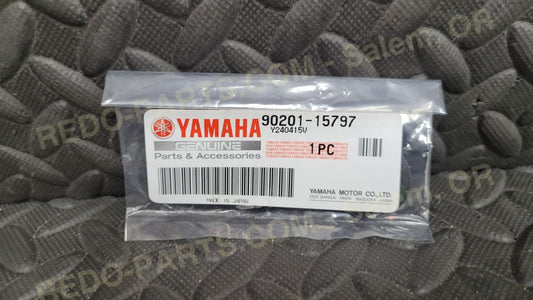 REDO-PARTS.COM - Salem, OR
YAMAHA
GENUINE
Parts & Accessories
90201-15797
Y240415V
1PC
MADE IN JAPAN
YAMAHA MOTOR CO.,LTD.
REDO-PARTS.COM - Salem, OR